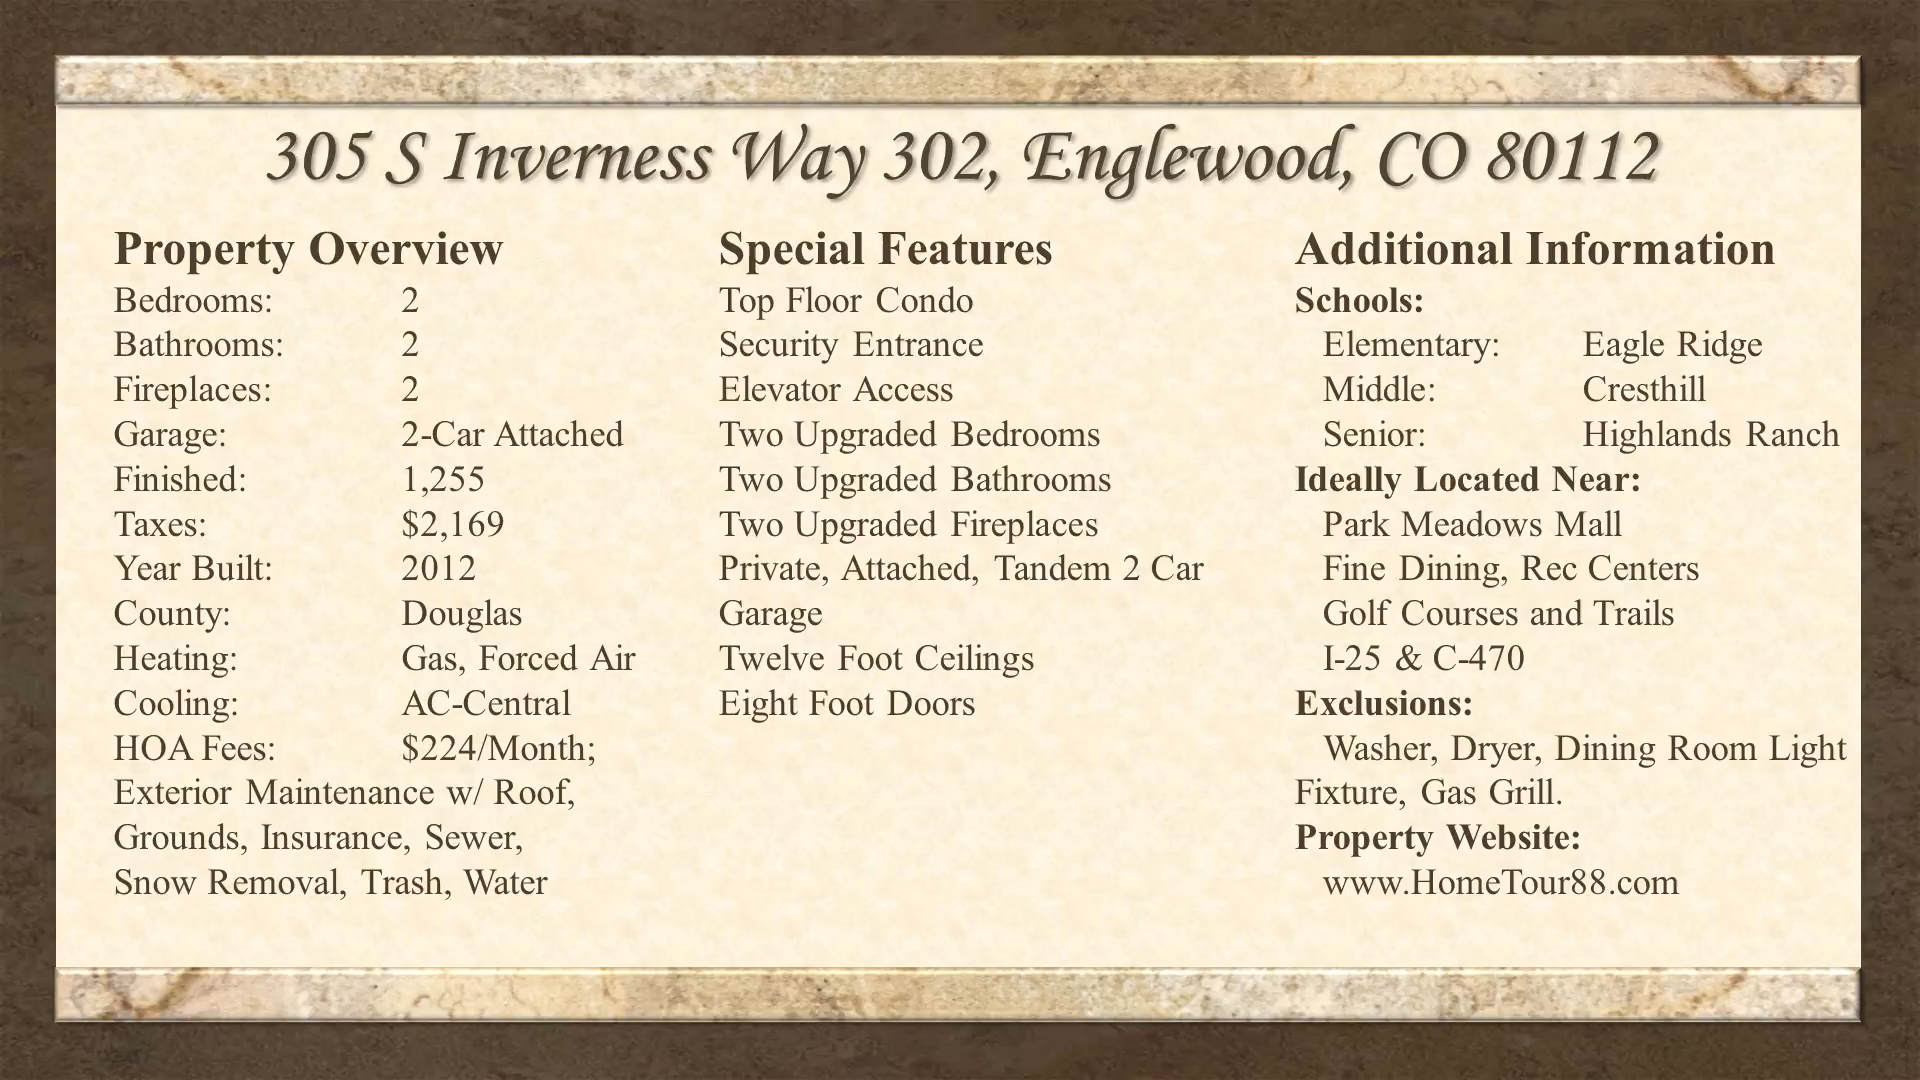 305 S Inverness Way 302, Englewood, CO 80112
Property Overview
Bedrooms: 2
Bathrooms: 2
Fireplaces: 2
Garage: 2-Car Attached
Finished: 1,255
Taxes: $2,169
Year Built: 2012
County: Douglas
Heating: Gas, Forced Air
Cooling: AC-Central
HOA Fees: $224/Month;
Exterior Maintenance w/ Roof,
Grounds, Insurance, Sewer,
Snow Removal, Trash, Water
Special Features
Top Floor Condo
Security Entrance
Elevator Access
Two Upgraded Bedrooms
Two Upgraded Bathrooms
Two Upgraded Fireplaces
Private, Attached, Tandem 2 Car
Garage
Twelve Foot Ceilings
Eight Foot Doors
Additional Information
Schools:
Elementary: Eagle Ridge
Middle: Cresthill
Senior: Highlands Ranch
Ideally Located Near:
Park Meadows Mall
Fine Dining, Rec Centers
Golf Courses and Trails
I-25 & C-470
Exclusions:
Washer, Dryer, Dining Room Light
Fixture, Gas Grill.
Property Website:
www.HomeTour88.com